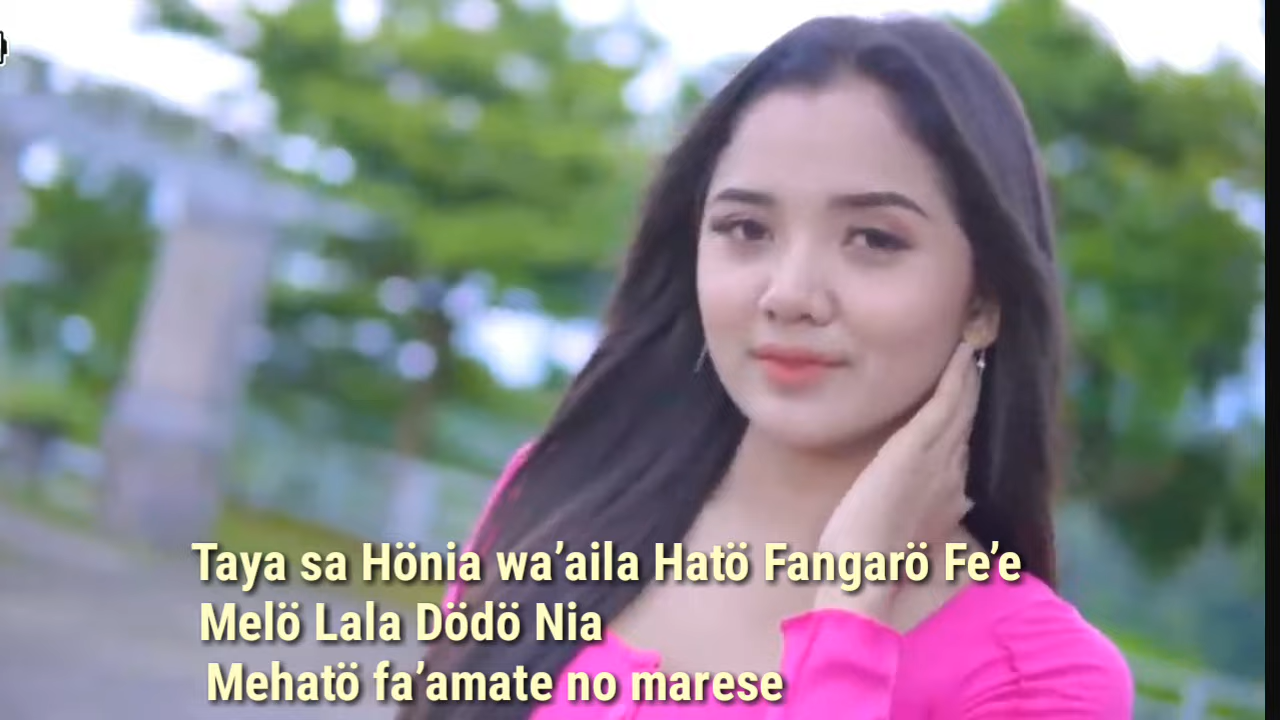 Taya sa Hönia wa’aila Hatö Fangarö Fe’e
Melö Lala Dödö Nia
Mehatö fa’amate no marese